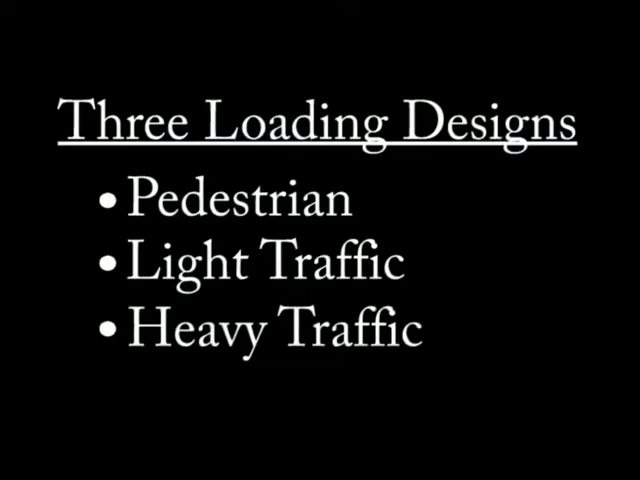 Three Loading Designs
• Pedestrian
• Light Traffic
• Heavy Traffic